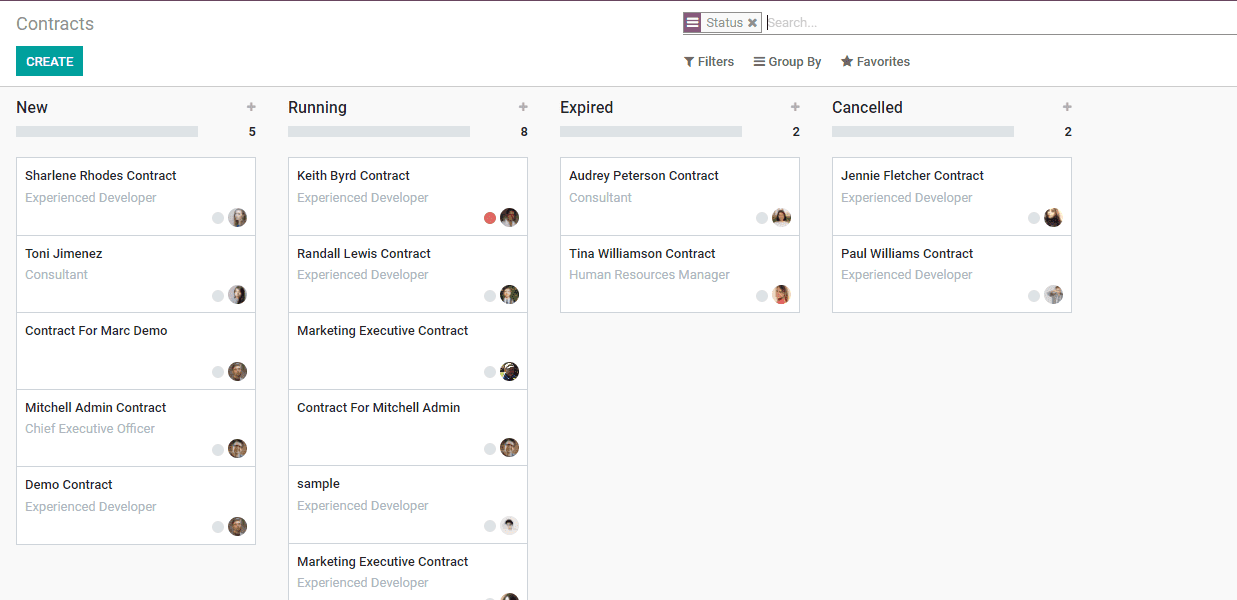 Contracts
Status
Search...
CREATE
Filters
Group By
Favorites
New
5
Sharlene Rhodes Contract
Experienced Developer
Toni Jimenez
Consultant
Contract For Marc Demo
Mitchell Admin Contract
Chief Executive Officer
Demo Contract
Experienced Developer
Running
8
Keith Byrd Contract
Experienced Developer
Randall Lewis Contract
Experienced Developer
Marketing Executive Contract
Contract For Mitchell Admin
sample
Experienced Developer
Marketing Executive Contract
Experienced Developer
Expired
2
Audrey Peterson Contract
Consultant
Tina Williamson Contract
Human Resources Manager
Cancelled
2
Jennie Fletcher Contract
Experienced Developer
Paul Williams Contract
Experienced Developer